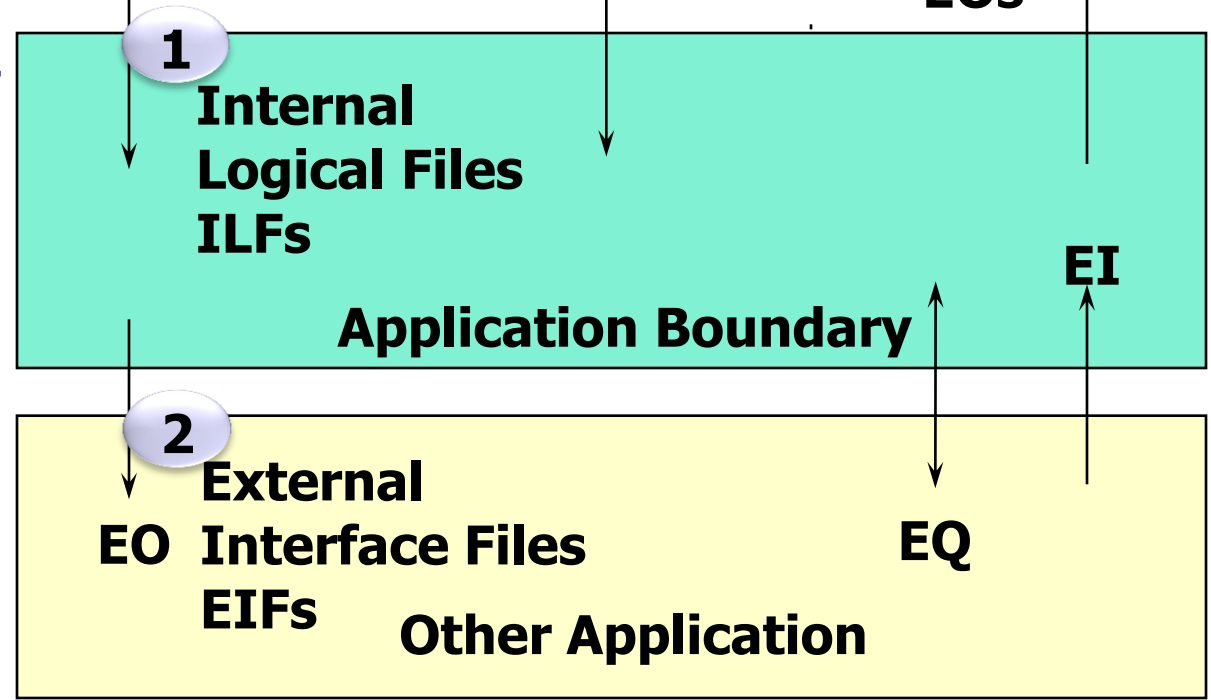 1
Internal
Logical Files
ILFs
EI
Application Boundary
2
External
EO Interface Files
EQ
EIFs
Other Application